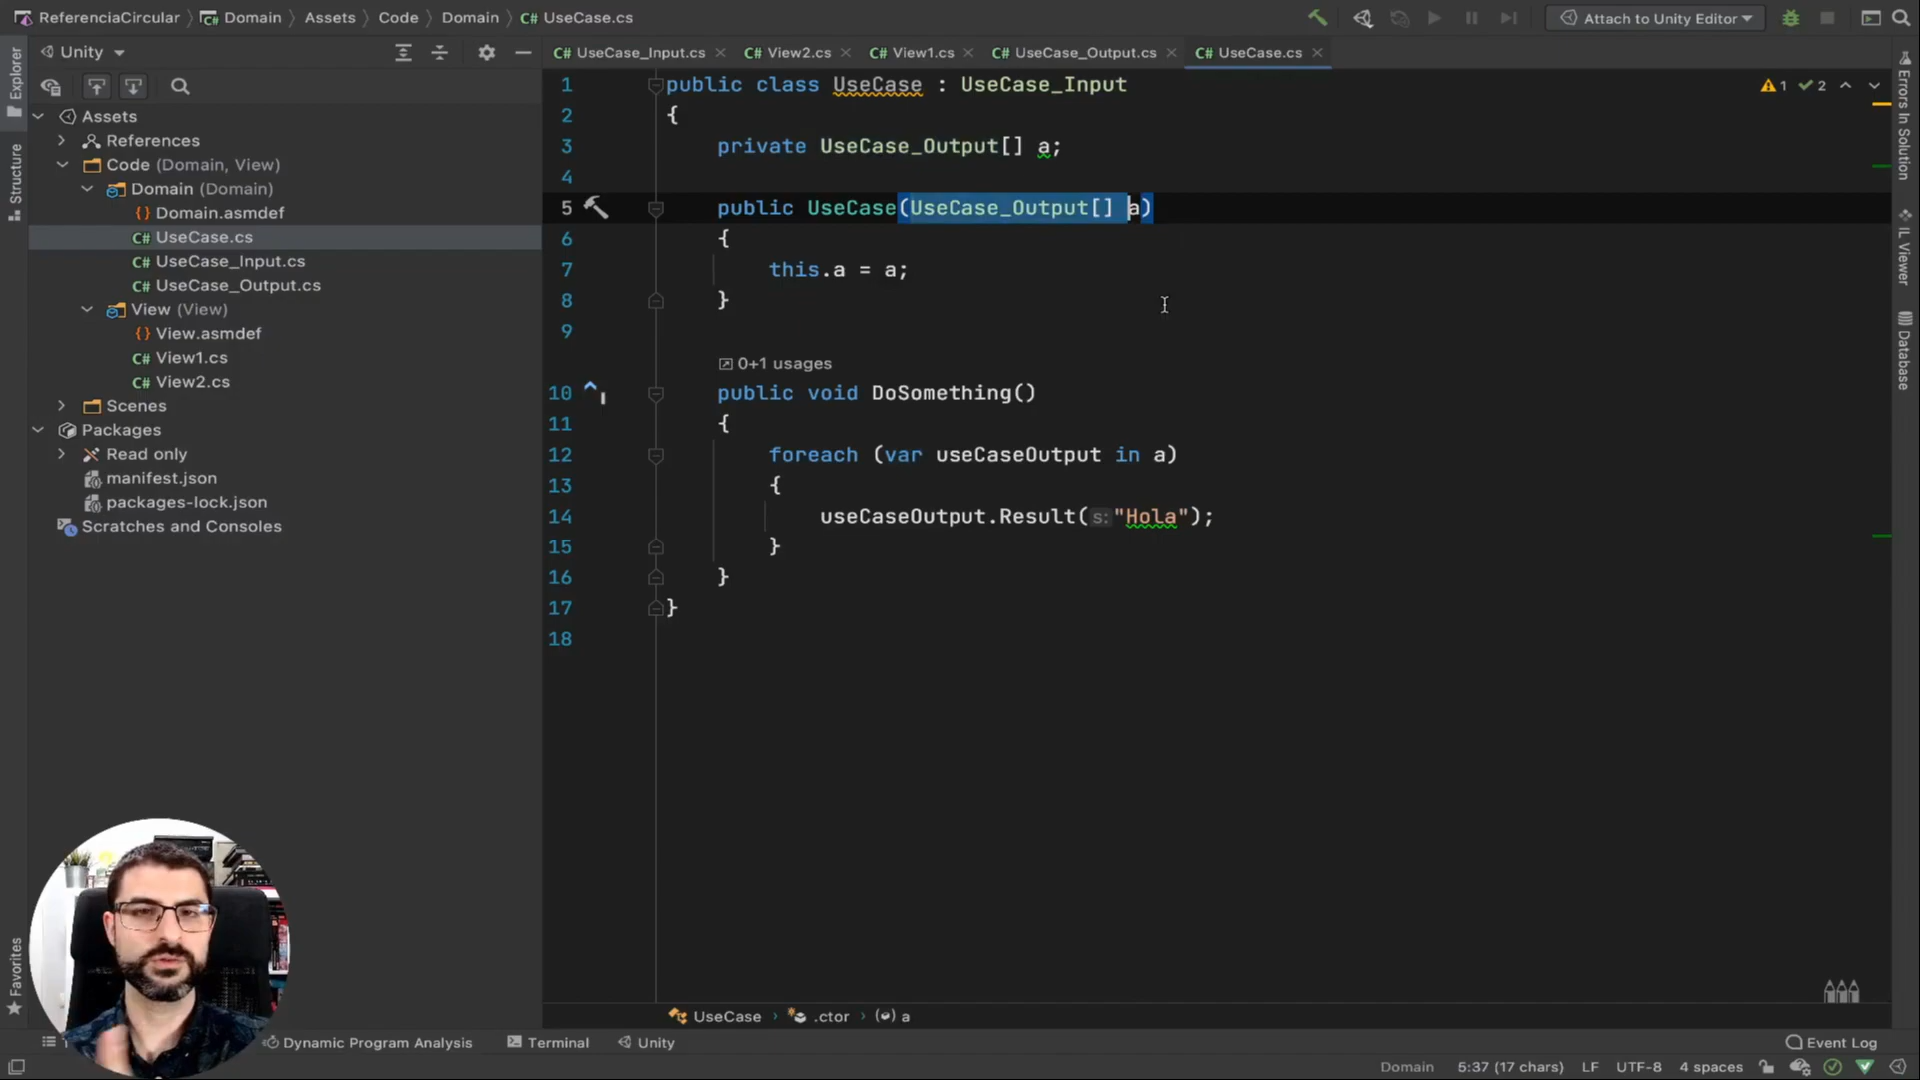 ReferenciaCircular Domain Assets Code Domain C# UseCase.cs
Attach to Unity Editor
Explorer
Structure
Favorites
Unity
Assets
References
Code (Domain, View)
Domain (Domain)
{} Domain.asmdef
C# UseCase.cs
C# UseCase_Input.cs
C# UseCase_Output.cs
View (View)
{} View.asmdef
C# View1.cs
C# View2.cs
Scenes
Packages
Read only
manifest.json
packages-lock.json
Scratches and Consoles
C# UseCase_Input.cs C# View2.cs C# View1.cs C# UseCase_Output.cs C# UseCase.cs
1 public class UseCase : UseCase_Input
2 {
3 private UseCase_Output[] a;
4
5 public UseCase(UseCase_Output[] a)
6 {
7 this.a = a;
8 }
9
0+1 usages
10 public void DoSomething()
11 {
12 foreach (var useCaseOutput in a)
13 {
14 useCaseOutput.Result(s:"Hola");
15 }
16 }
17 }
18
1 2
Errors In Solution
IL Viewer
Database
UseCase .ctor a
Dynamic Program Analysis Terminal Unity Event Log
Domain 5:37 (17 chars) LF UTF-8 4 spaces